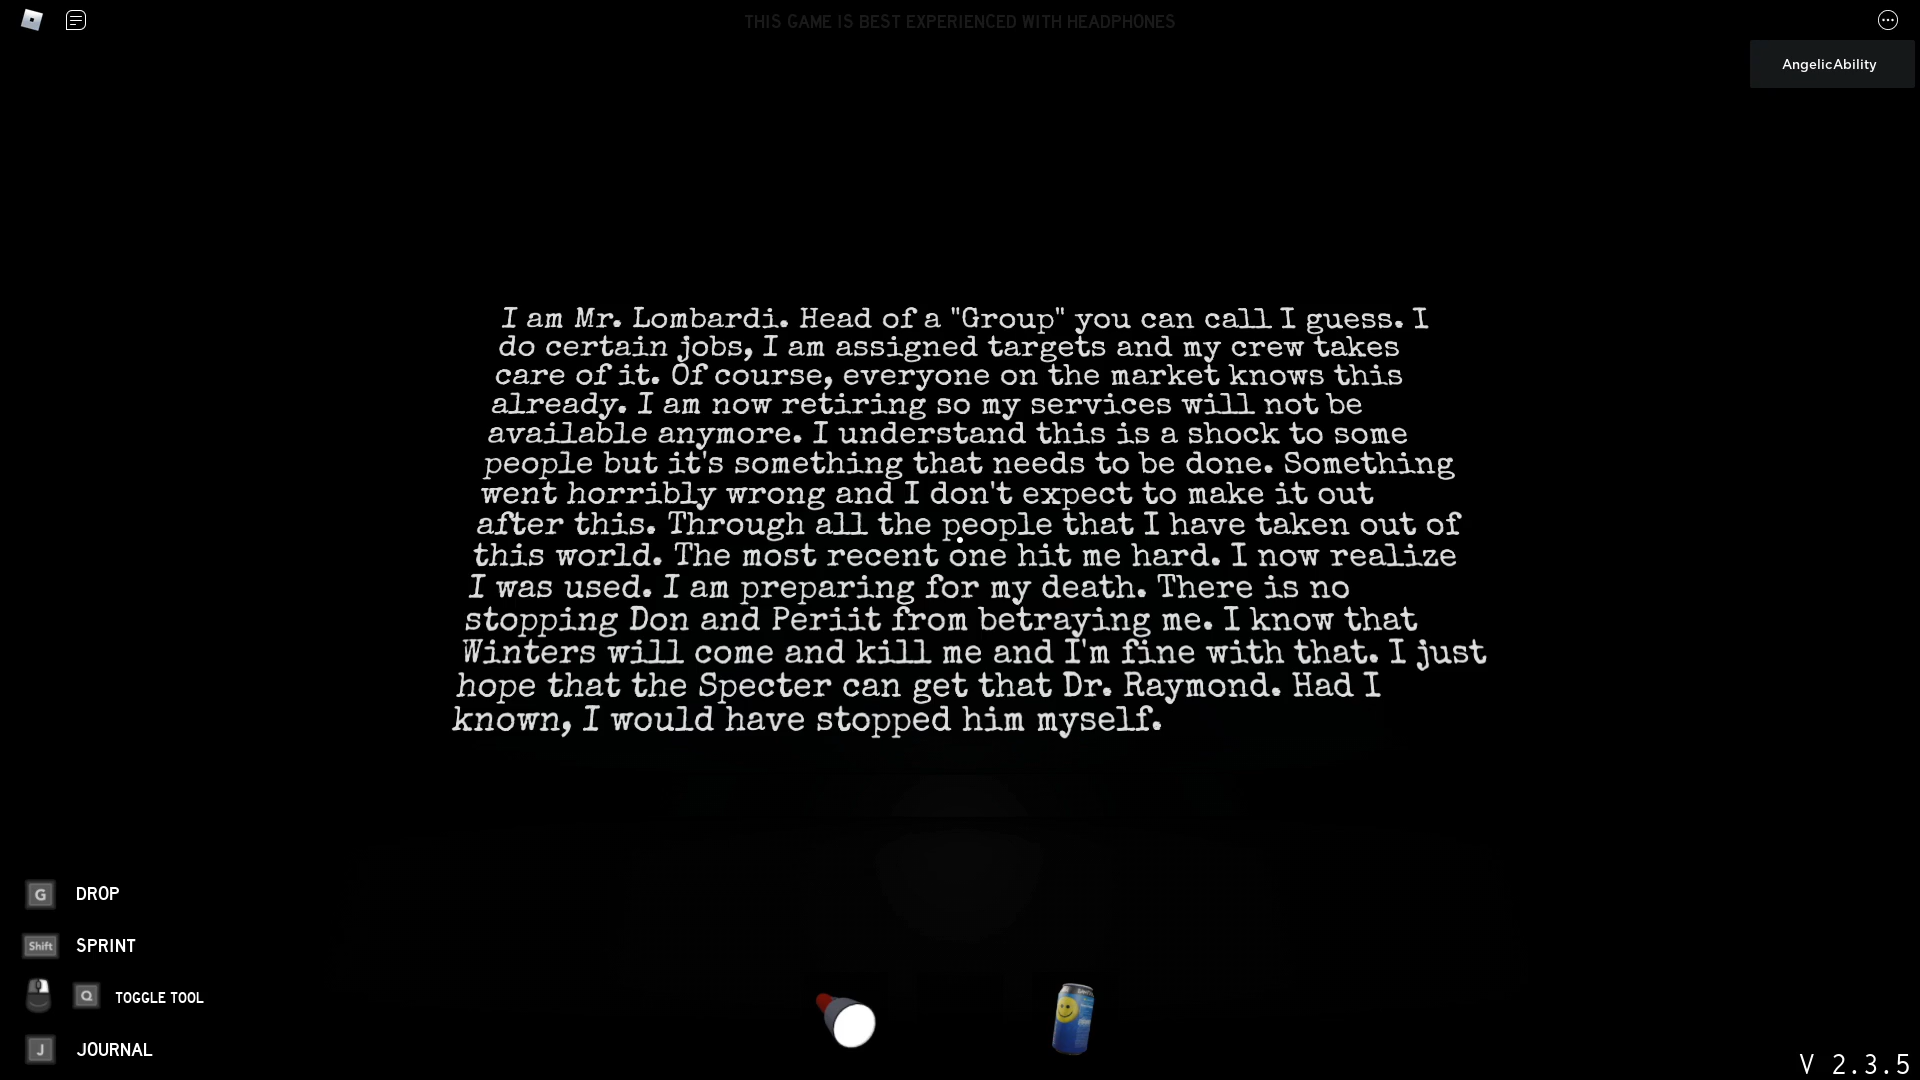 THIS GAME IS BEST EXPERIENCED WITH HEADPHONES
AngelicAbility
I am Mr. Lombardi. Head of a "Group" you can call I guess. I
do certain jobs, I am assigned targets and my crew takes
care of it. Of course, everyone on the market knows this
already. I am now retiring so my services will not be
available anymore. I understand this is a shock to some
people but it's something that needs to be done. Something
went horribly wrong and I don't expect to make it out
after this. Through all the people that I have taken out of
this world. The most recent one hit me hard. I now realize
I was used. I am preparing for my death. There is no
stopping Don and Periit from betraying me. I know that
Winters will come and kill me and I'm fine with that. I just
hope that the Specter can get that Dr. Raymond. Had I
known, I would have stopped him myself.
G DROP
Shift SPRINT
Q TOGGLE TOOL
J JOURNAL
V 2.3.5